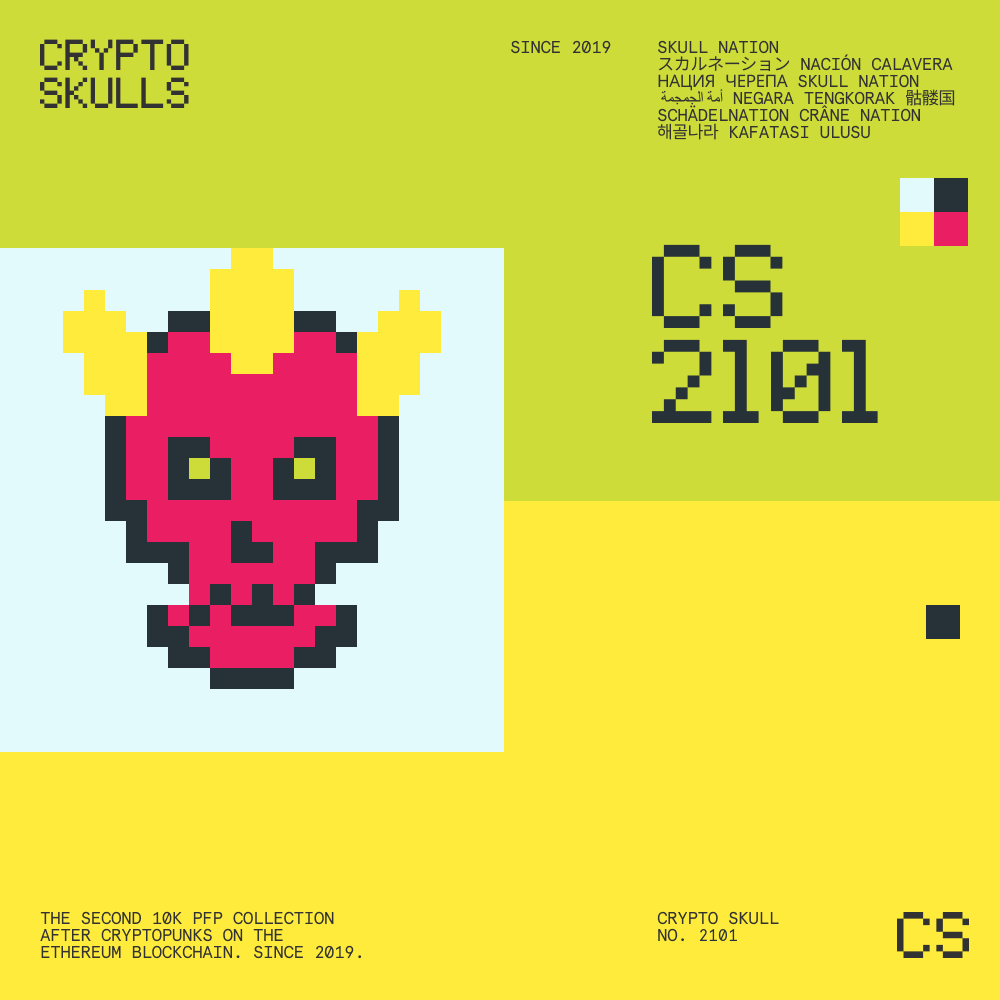 CRYPTO
SKULLS
SINCE 2019
SKULL NATION
スカルネーション NACIÓN CALAVERA
НАЦИЯ ЧЕРЕПА SKULL NATION
أمة الجمجمة NEGARA TENGKORAK 骷髅国
SCHÄDELNATION CRÂNE NATION
해골나라 KAFATASI ULUSU
CS
2101
THE SECOND 10K PFP COLLECTION
AFTER CRYPTOPUNKS ON THE
ETHEREUM BLOCKCHAIN. SINCE 2019.
CRYPTO SKULL
NO. 2101
CS